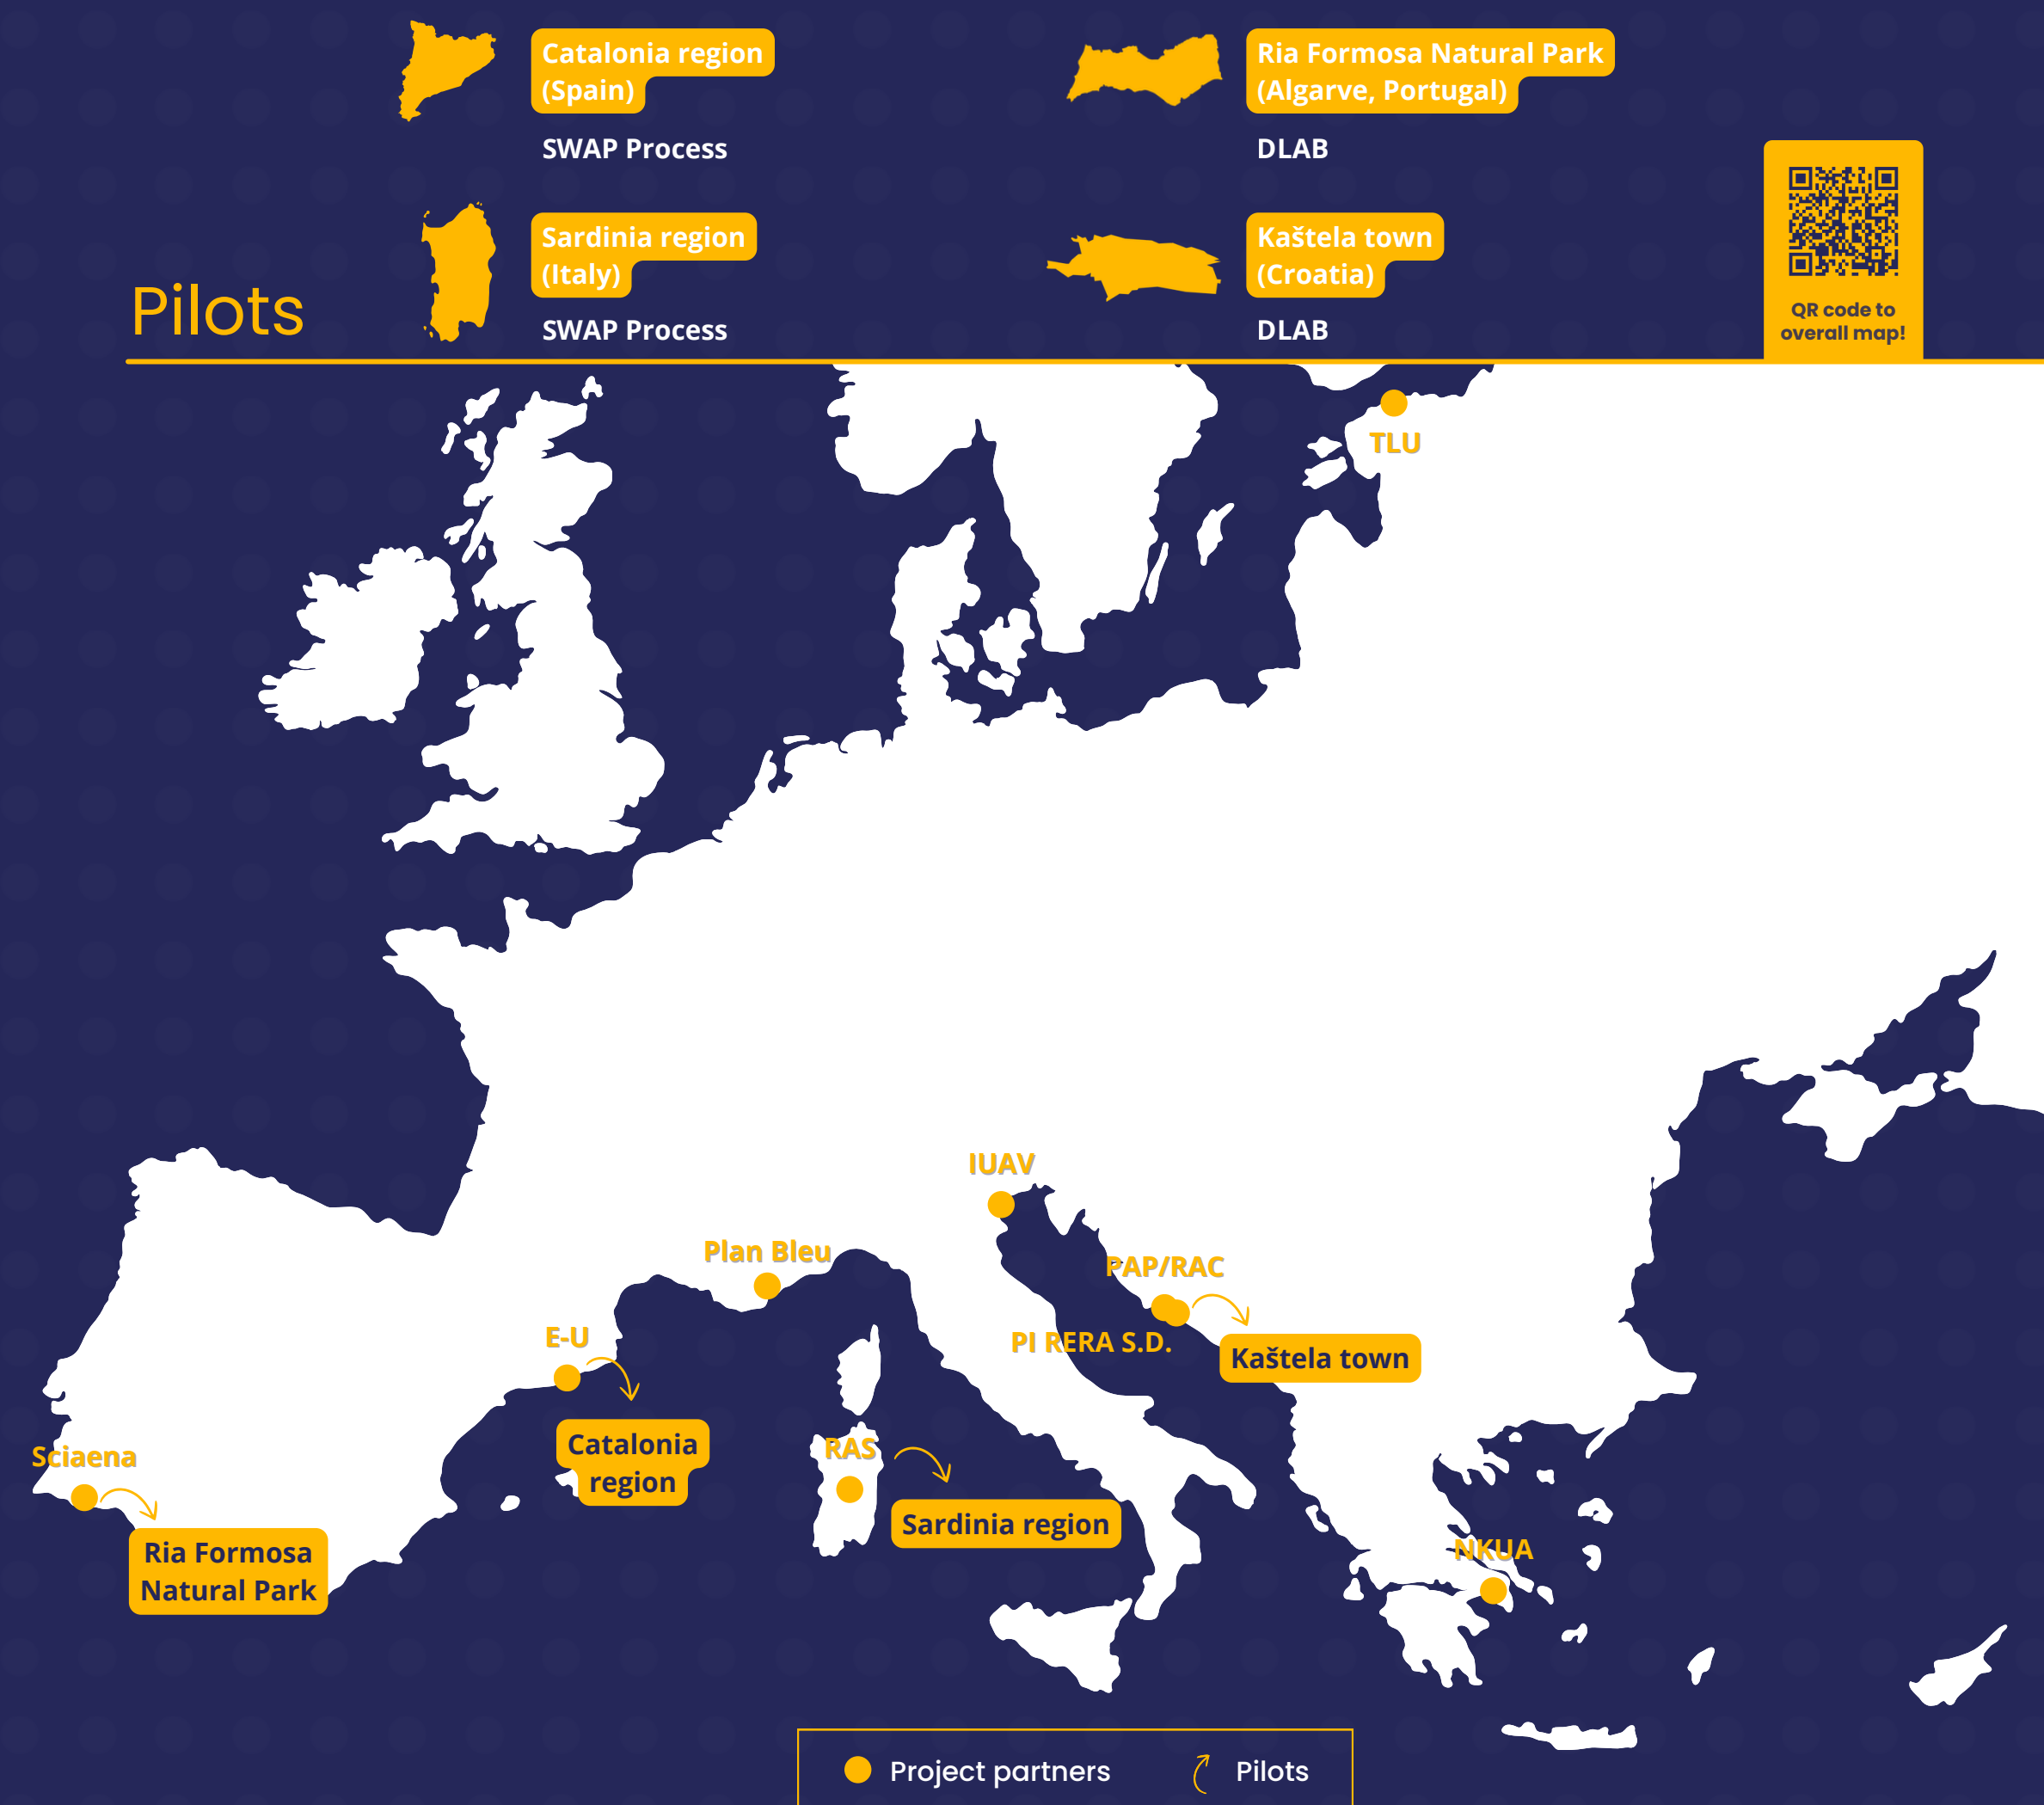 Pilots
Catalonia region
(Spain)
SWAP Process
Ria Formosa Natural Park
(Algarve, Portugal)
DLAB
Sardinia region
(Italy)
SWAP Process
Kaštela town
(Croatia)
DLAB
QR code to
overall map!
TLU
IUAV
Plan Bleu
PAP/RAC
E-U
PI RERA S.D.
Kaštela town
Catalonia
region
RAS
Sciaena
Sardinia region
Ria Formosa
Natural Park
NKUA
Project partners
Pilots